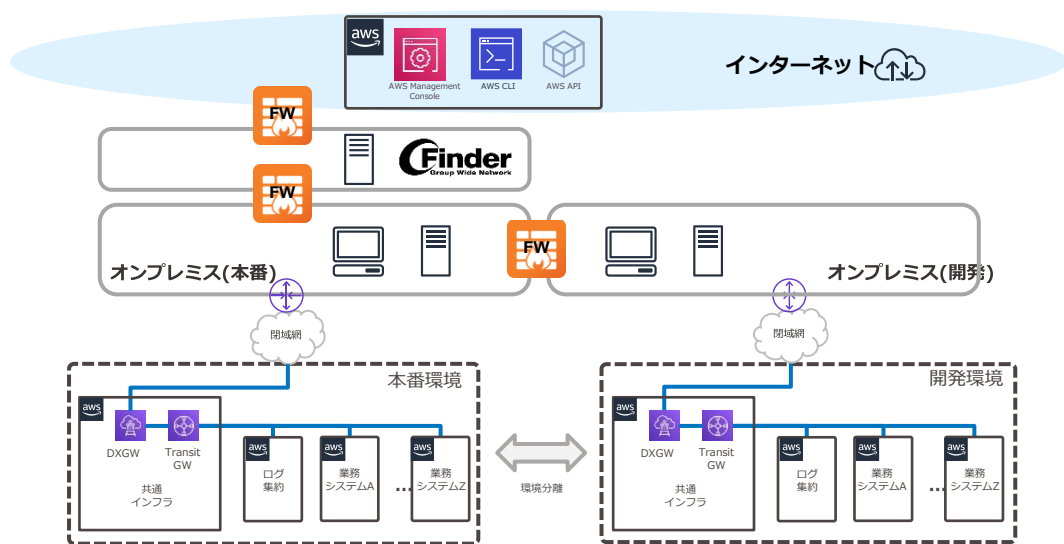 aws
AWS Management
Console
AWS CLI
AWS API
インターネット
FW
CFinder
Group Wide Network
FW
FW
オンプレミス(本番)
オンプレミス(開発)
閉域網
閉域網
本番環境
aws
DXGW
Transit
GW
共通
インフラ
aws
ログ
集約
aws
業務
システムA
...
aws
業務
システムZ
環境分離
開発環境
aws
DXGW
Transit
GW
共通
インフラ
aws
ログ
集約
aws
業務
システムA
...
aws
業務
システムZ